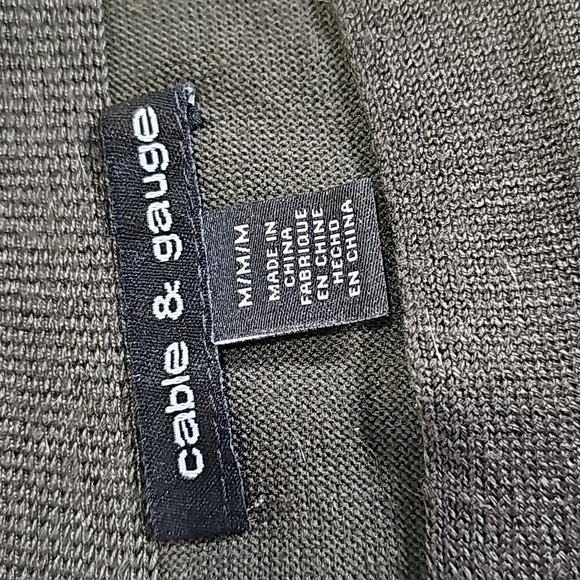 cable & gauge
M/M/M
MADE IN
CHINA
FABRIQUE
EN CHINE
HECHO
EN CHINA